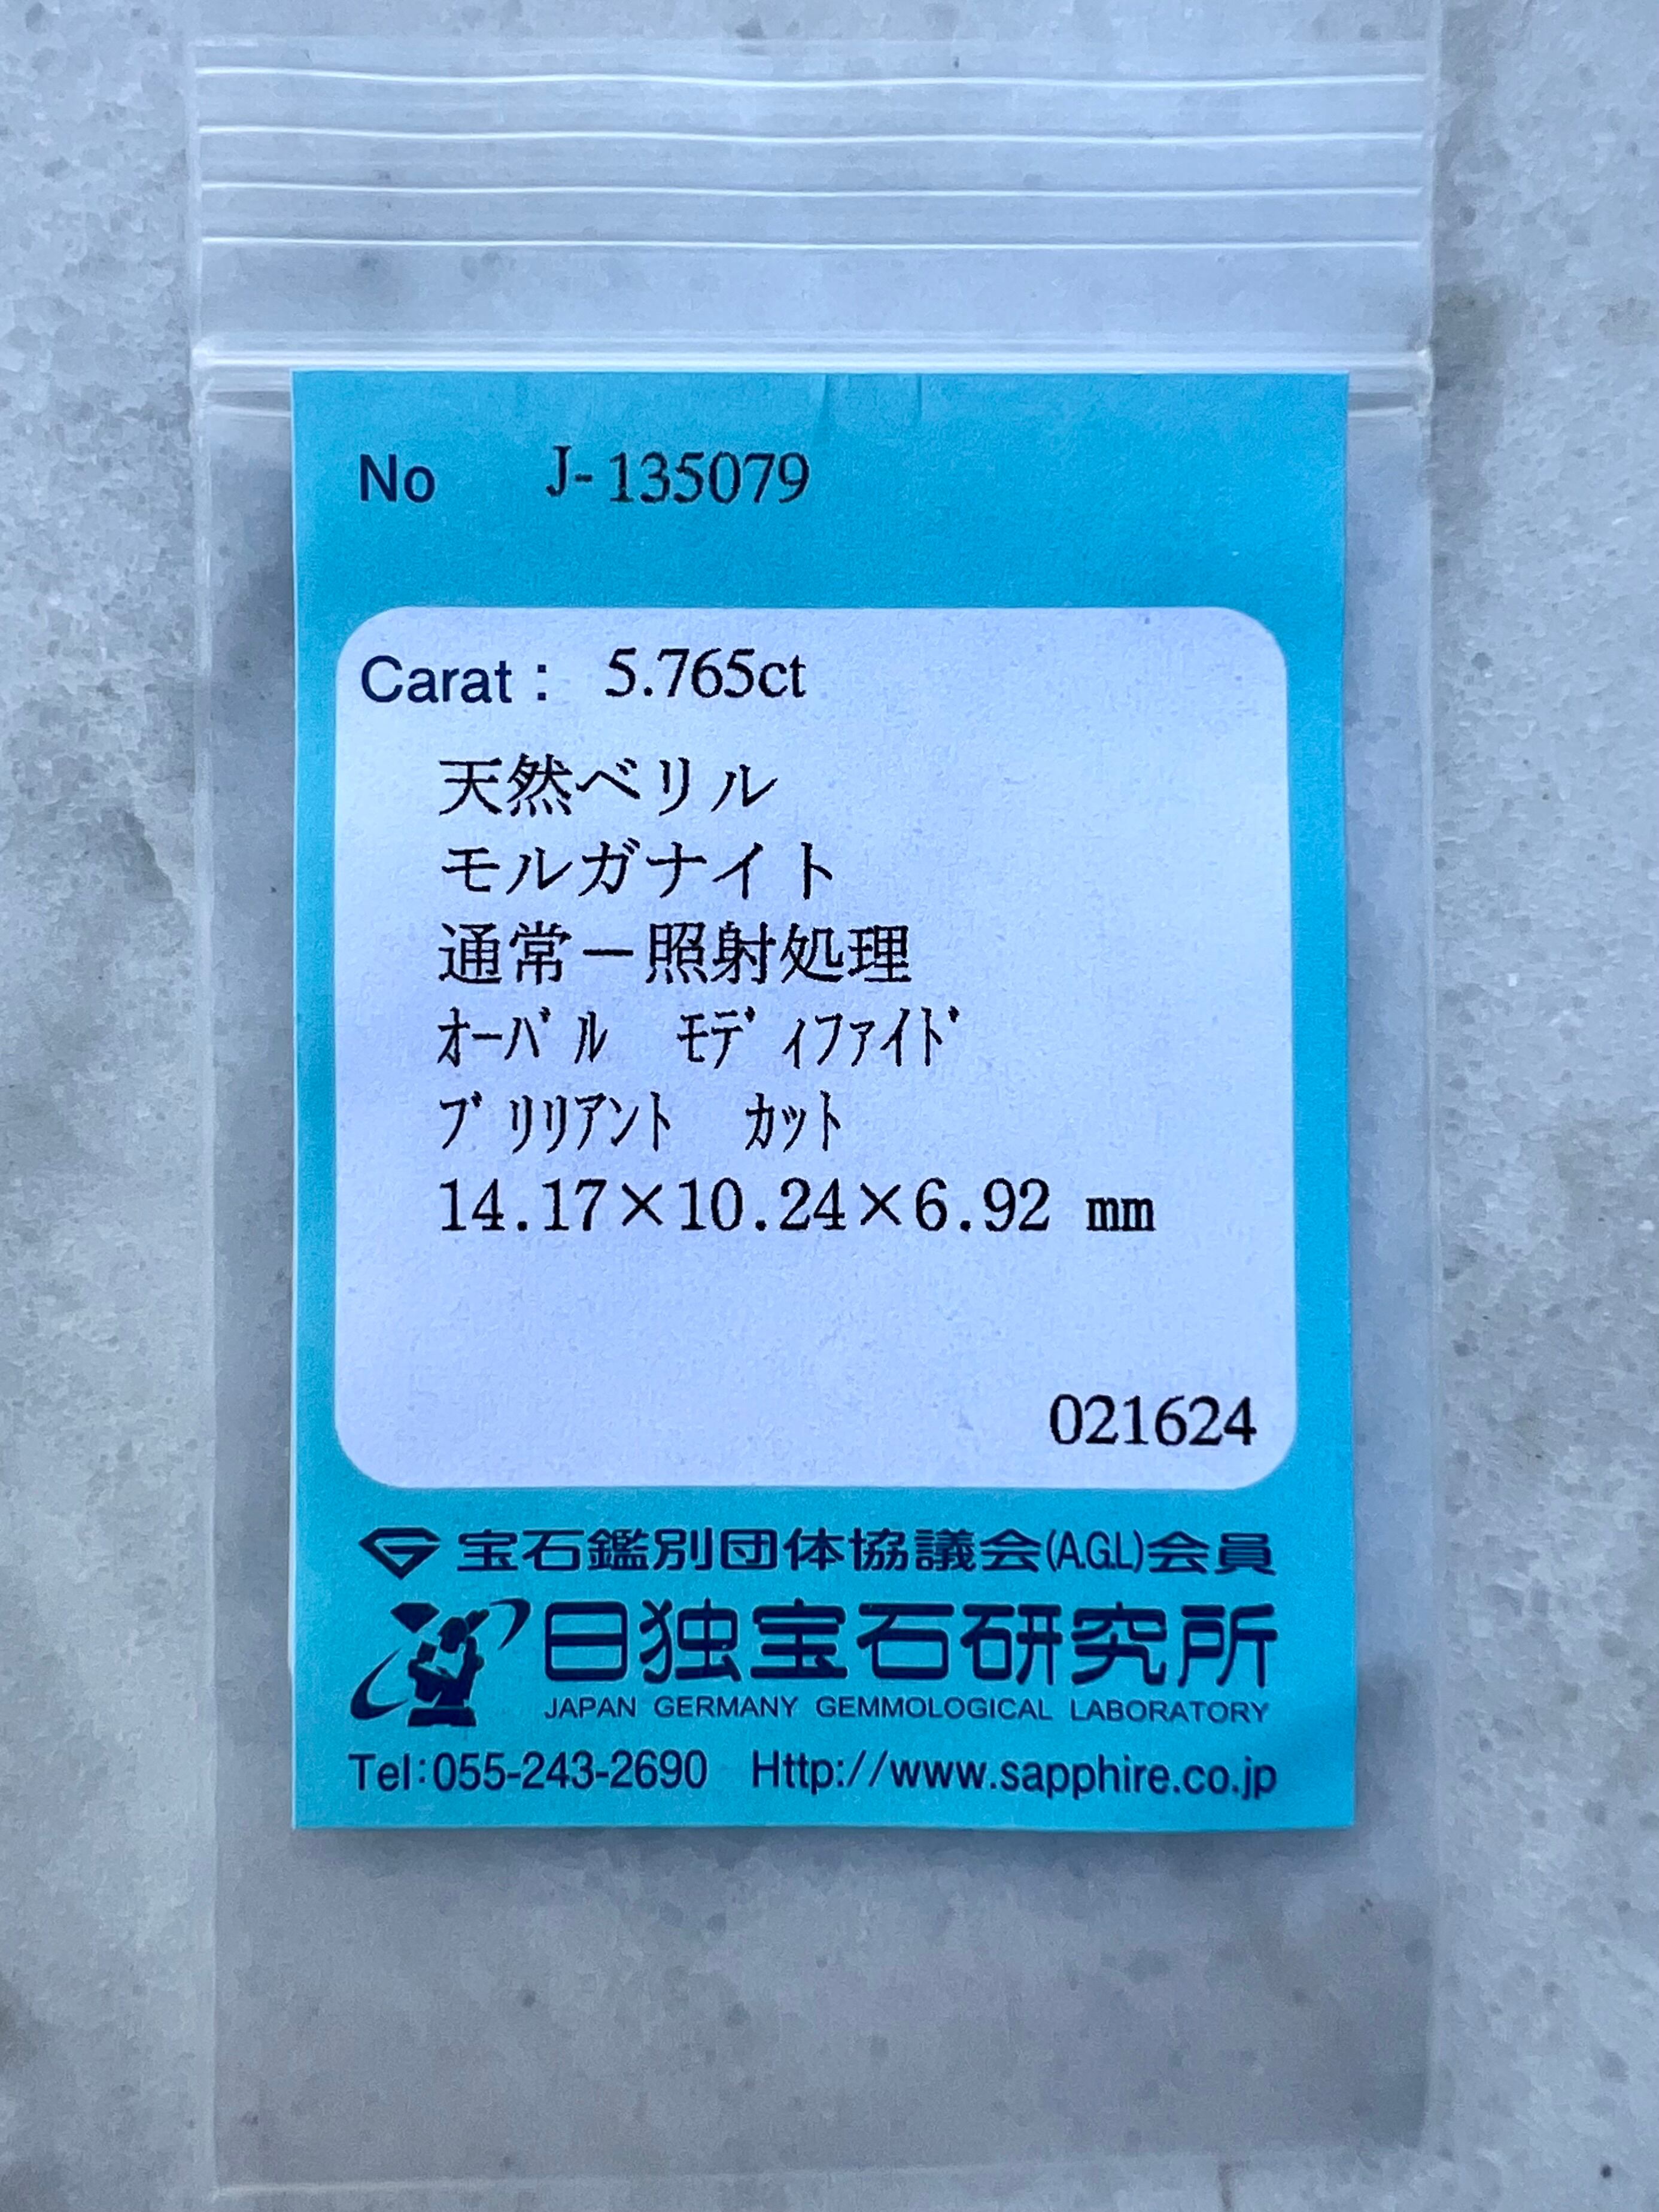 No J-135079
Carat： 5.765ct
天然ベリル
モルガナイト
通常－照射処理
ｵｰﾊﾞﾙ ﾓﾃﾞｨﾌｧｲﾄﾞ
ﾌﾞﾘﾘｱﾝﾄ ｶｯﾄ
14.17×10.24×6.92 mm
021624
宝石鑑別団体協議会(A.G.L)会員
日独宝石研究所
JAPAN GERMANY GEMMOLOGICAL LABORATORY
Tel:055-243-2690 Http://www.sapphire.co.jp